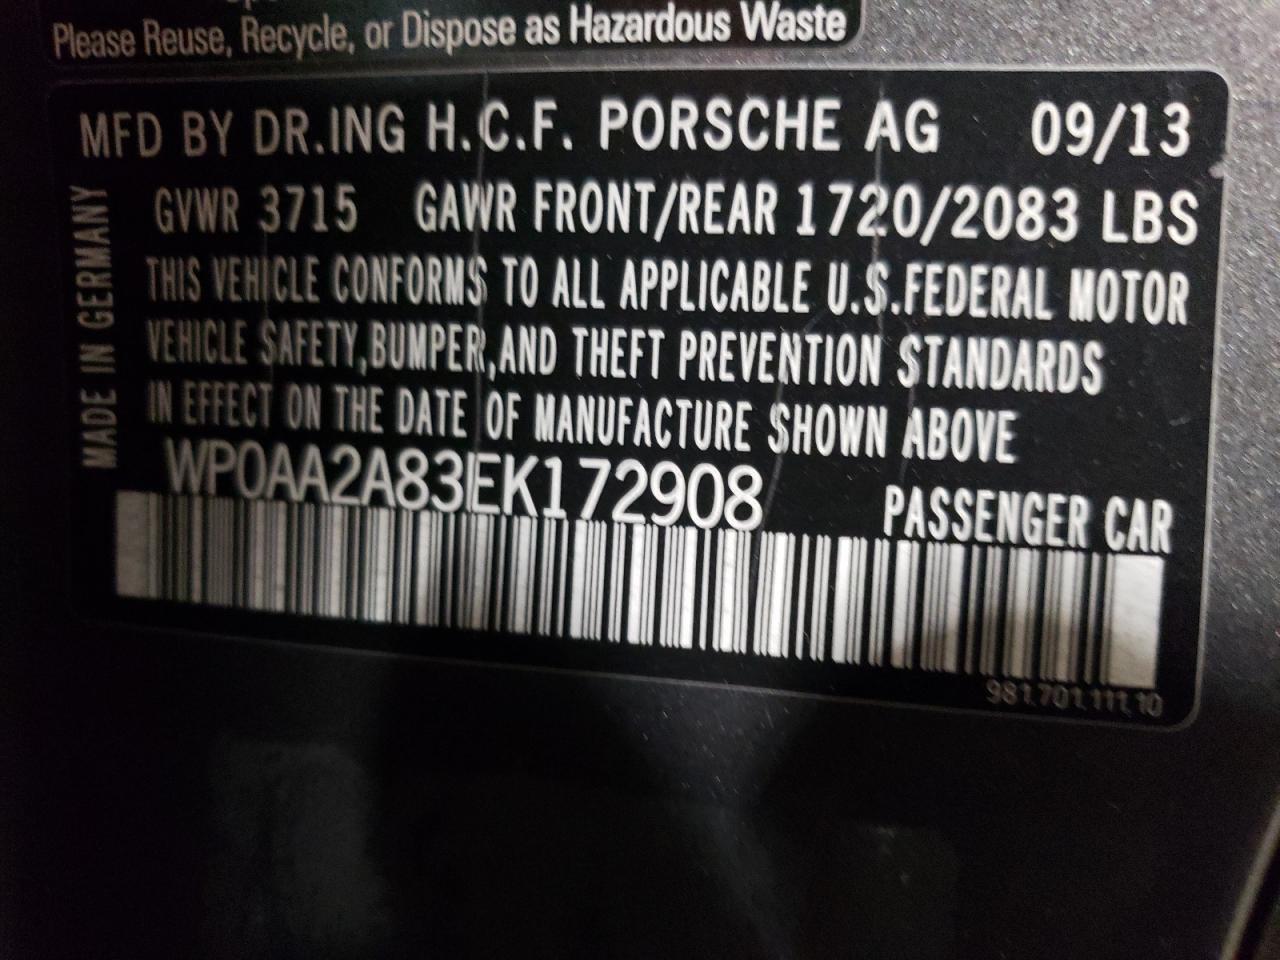 Please Reuse, Recycle, or Dispose as Hazardous Waste
MFD BY DR.ING H.C.F. PORSCHE AG 09/13
GVWR 3715 GAWR FRONT/REAR 1720/2083 LBS
THIS VEHICLE CONFORMS TO ALL APPLICABLE U.S.FEDERAL MOTOR
VEHICLE SAFETY,BUMPER,AND THEFT PREVENTION STANDARDS
IN EFFECT ON THE DATE OF MANUFACTURE SHOWN ABOVE
WP0AA2A83EK172908 PASSENGER CAR
981.701.111.10
MADE IN GERMANY